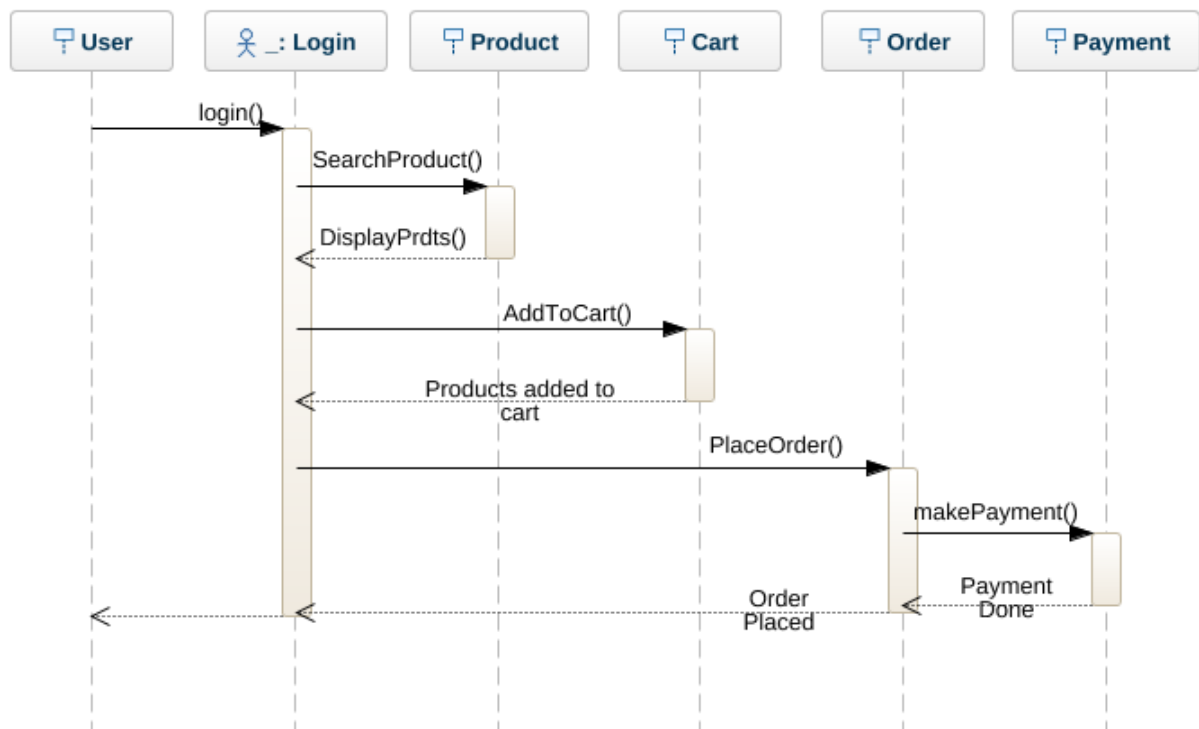 User
_: Login
Product
Cart
Order
Payment
login()
SearchProduct()
DisplayPrdts()
AddToCart()
Products added to
cart
PlaceOrder()
makePayment()
Payment
Done
Order
Placed